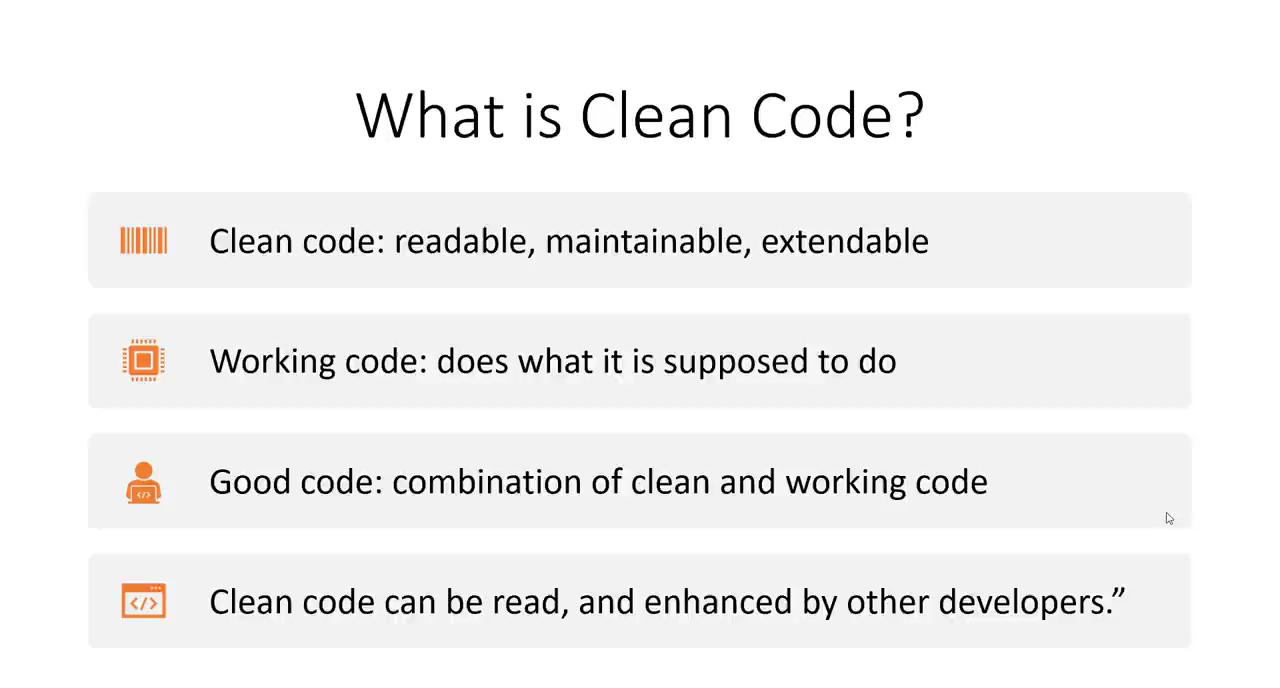 What is Clean Code?
Clean code: readable, maintainable, extendable
Working code: does what it is supposed to do
Good code: combination of clean and working code
Clean code can be read, and enhanced by other developers.”